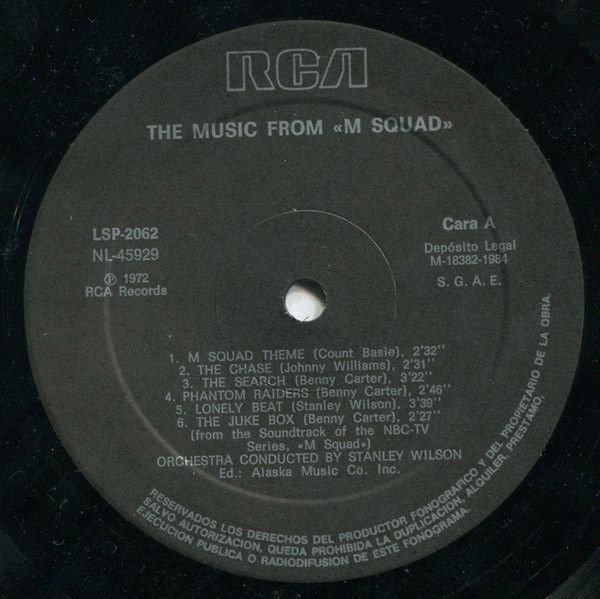 RCA
THE MUSIC FROM «M SQUAD»
LSP-2062
NL-45929
℗ 1972
RCA Records
Cara A
Depósito Legal
M-18382-1984
S. G. A. E.
1. M SQUAD THEME (Count Basie), 2'32''
2. THE CHASE (Johnny Williams), 2'31''
3. THE SEARCH (Benny Carter), 3'22''
4. PHANTOM RAIDERS (Benny Carter), 2'46''
5. LONELY BEAT (Stanley Wilson), 3'39''
6. THE JUKE BOX (Benny Carter), 2'27''
(from the Soundtrack of the NBC-TV
Series, «M Squad»)
ORCHESTRA CONDUCTED BY STANLEY WILSON
Ed.: Alaska Music Co. Inc.
RESERVADOS LOS DERECHOS DEL PRODUCTOR FONOGRAFICO Y DEL PROPIETARIO DE LA OBRA.
SALVO AUTORIZACION, QUEDA PROHIBIDA LA DUPLICACION, ALQUILER, PRESTAMO,
EJECUCION PUBLICA O RADIODIFUSION DE ESTE FONOGRAMA.